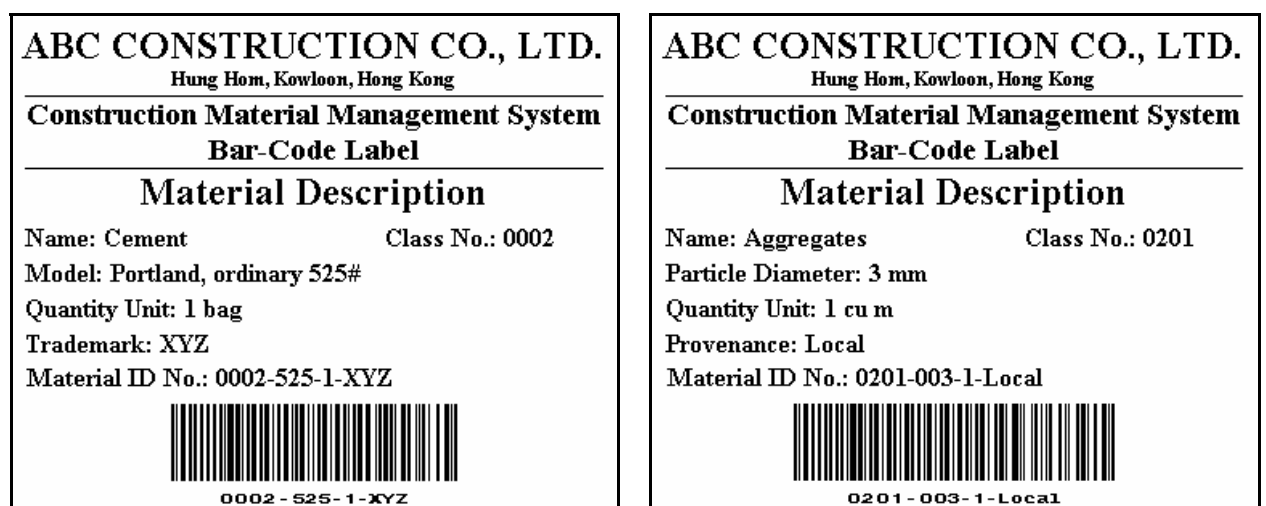 ABC CONSTRUCTION CO., LTD.
Hung Hom, Kowloon, Hong Kong
Construction Material Management System
Bar-Code Label
Material Description
Name: Cement Class No.: 0002
Model: Portland, ordinary 525#
Quantity Unit: 1 bag
Trademark: XYZ
Material ID No.: 0002-525-1-XYZ
0002-525-1-XYZ
ABC CONSTRUCTION CO., LTD.
Hung Hom, Kowloon, Hong Kong
Construction Material Management System
Bar-Code Label
Material Description
Name: Aggregates Class No.: 0201
Particle Diameter: 3 mm
Quantity Unit: 1 cu m
Provenance: Local
Material ID No.: 0201-003-1-Local
0201-003-1-Local